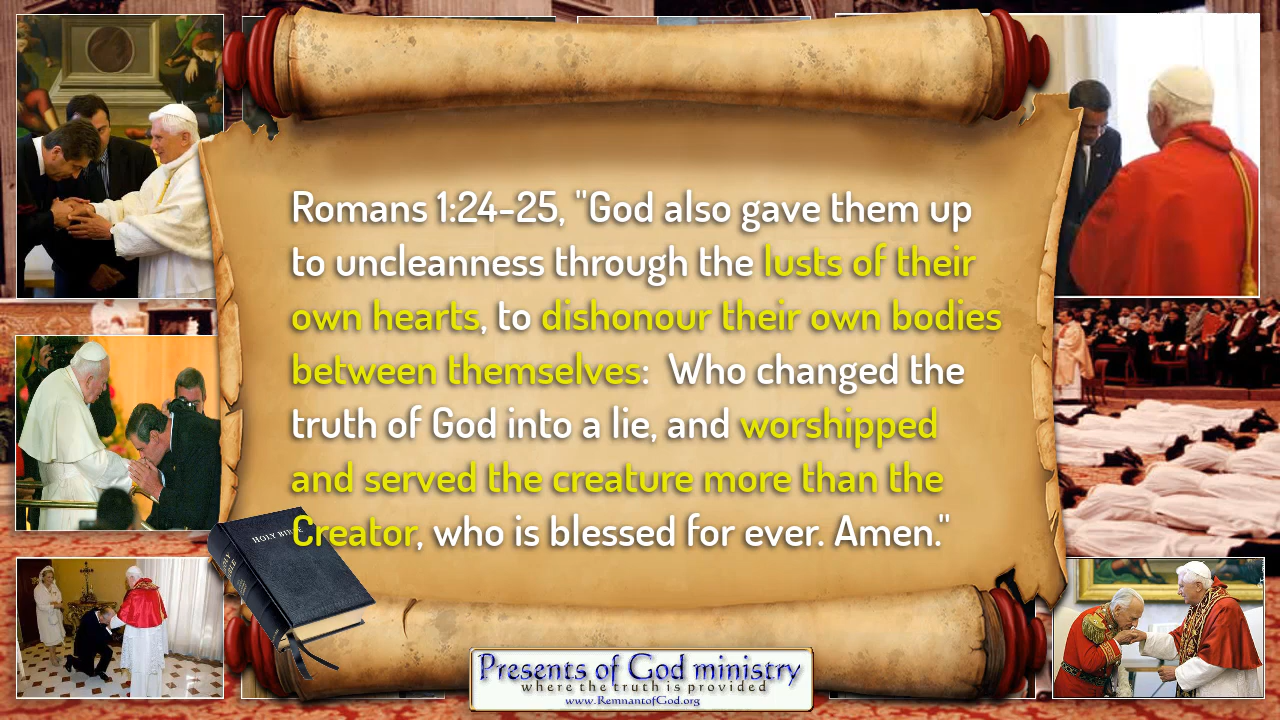 Romans 1:24-25, "God also gave them up
to uncleanness through the lusts of their
own hearts, to dishonour their own bodies
between themselves:  Who changed the
truth of God into a lie, and worshipped
and served the creature more than the
Creator, who is blessed for ever. Amen."
HOLY BIBLE
HOLY BIBLE
Presents of God ministry
where the truth is provided
www.RemnantofGod.org